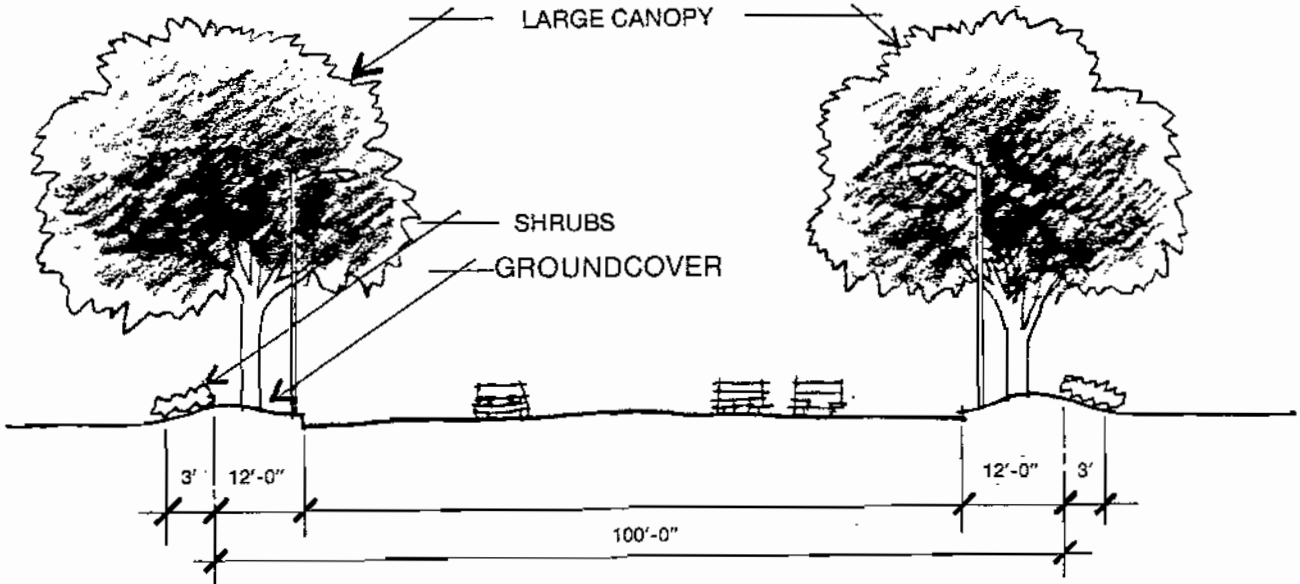 LARGE CANOPY
SHRUBS
GROUNDCOVER
3' 12'-0" 12'-0" 3'
100'-0"